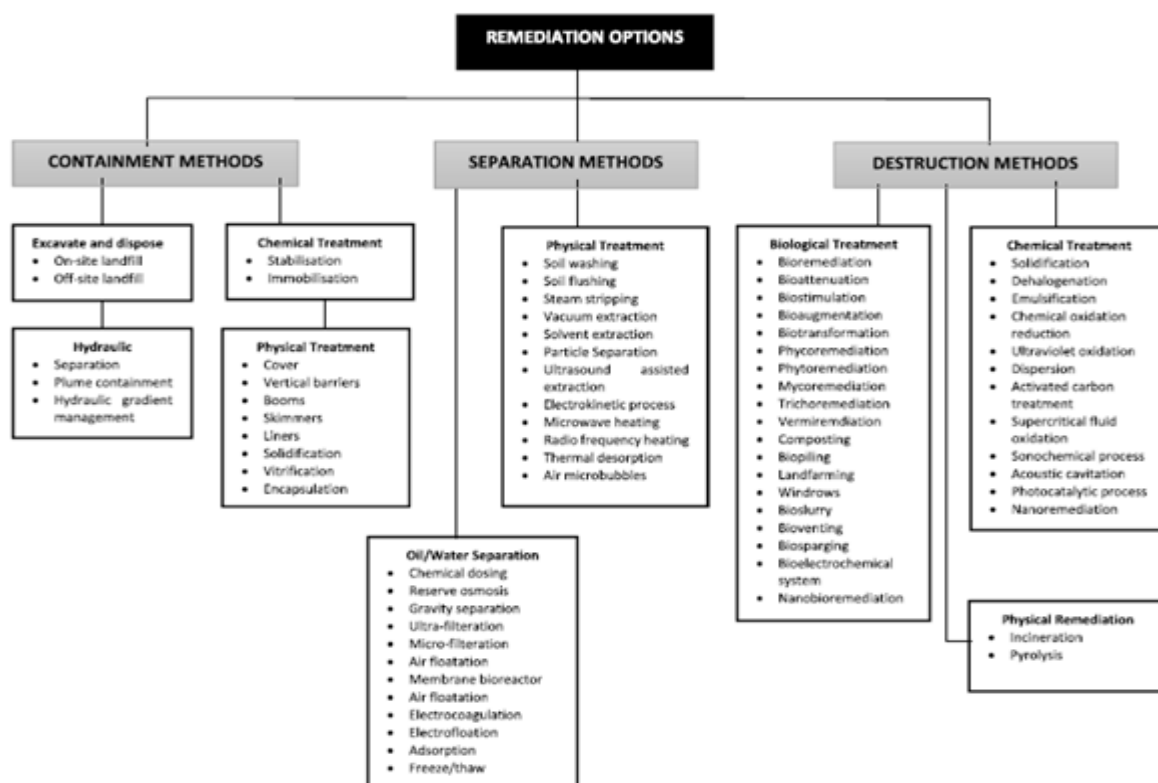 REMEDIATION OPTIONS
CONTAINMENT METHODS
SEPARATION METHODS
DESTRUCTION METHODS
Excavate and dispose
• On-site landfill
• Off-site landfill
Hydraulic
• Separation
• Plume containment
• Hydraulic gradient
management
Chemical Treatment
• Stabilisation
• Immobilisation
Physical Treatment
• Cover
• Vertical barriers
• Booms
• Skimmers
• Liners
• Solidification
• Vitrification
• Encapsulation
Physical Treatment
• Soil washing
• Soil flushing
• Steam stripping
• Vacuum extraction
• Solvent extraction
• Particle Separation
• Ultrasound assisted
extraction
• Electrokinetic process
• Microwave heating
• Radio frequency heating
• Thermal desorption
• Air microbubbles
Oil/Water Separation
• Chemical dosing
• Reserve osmosis
• Gravity separation
• Ultra-filteration
• Micro-filteration
• Air floatation
• Membrane bioreactor
• Air floatation
• Electrocoagulation
• Electrofloation
• Adsorption
• Freeze/thaw
Biological Treatment
• Bioremediation
• Bioattenuation
• Biostimulation
• Bioaugmentation
• Biotransformation
• Phycoremediation
• Phytoremediation
• Mycoremediation
• Trichoremediation
• Vermiremdiation
• Composting
• Biopiling
• Landfarming
• Windrows
• Bioslurry
• Bioventing
• Biosparging
• Bioelectrochemical
system
• Nanobioremediation
Chemical Treatment
• Solidification
• Dehalogenation
• Emulsification
• Chemical oxidation
reduction
• Ultraviolet oxidation
• Dispersion
• Activated carbon
treatment
• Supercritical fluid
oxidation
• Sonochemical process
• Acoustic cavitation
• Photocatalytic process
• Nanoremediation
Physical Remediation
• Incineration
• Pyrolysis